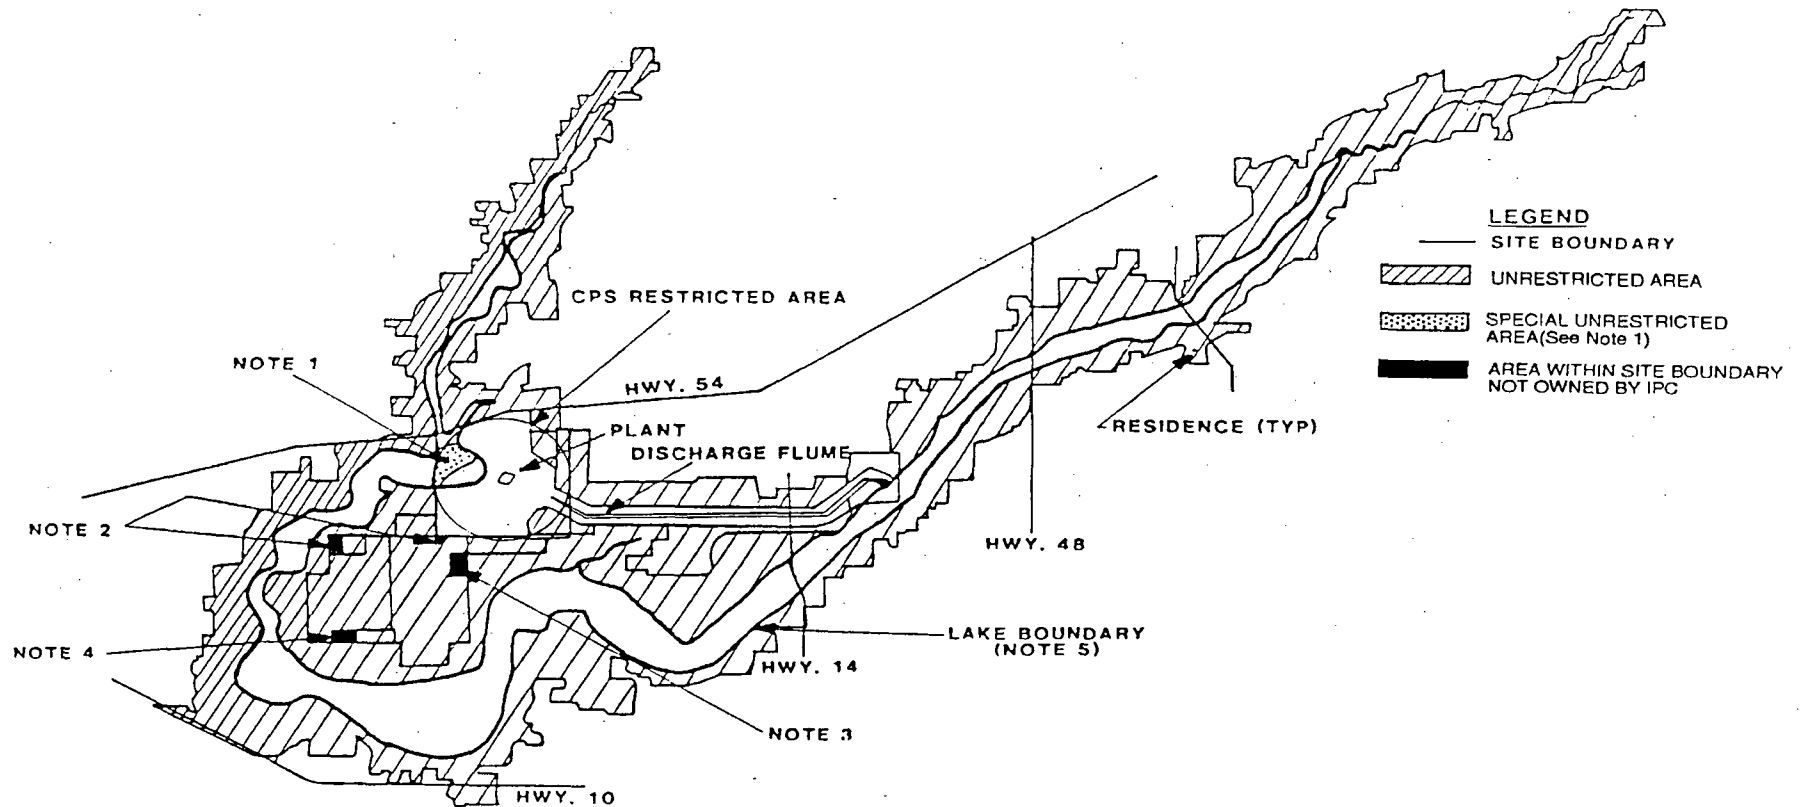 CPS RESTRICTED AREA
NOTE 1
HWY. 54
PLANT
DISCHARGE FLUME
NOTE 2
HWY. 48
RESIDENCE (TYP)
LAKE BOUNDARY
(NOTE 5)
NOTE 4
HWY. 14
NOTE 3
HWY. 10
LEGEND
SITE BOUNDARY
UNRESTRICTED AREA
SPECIAL UNRESTRICTED
AREA(See Note 1)
AREA WITHIN SITE BOUNDARY
NOT OWNED BY IPC